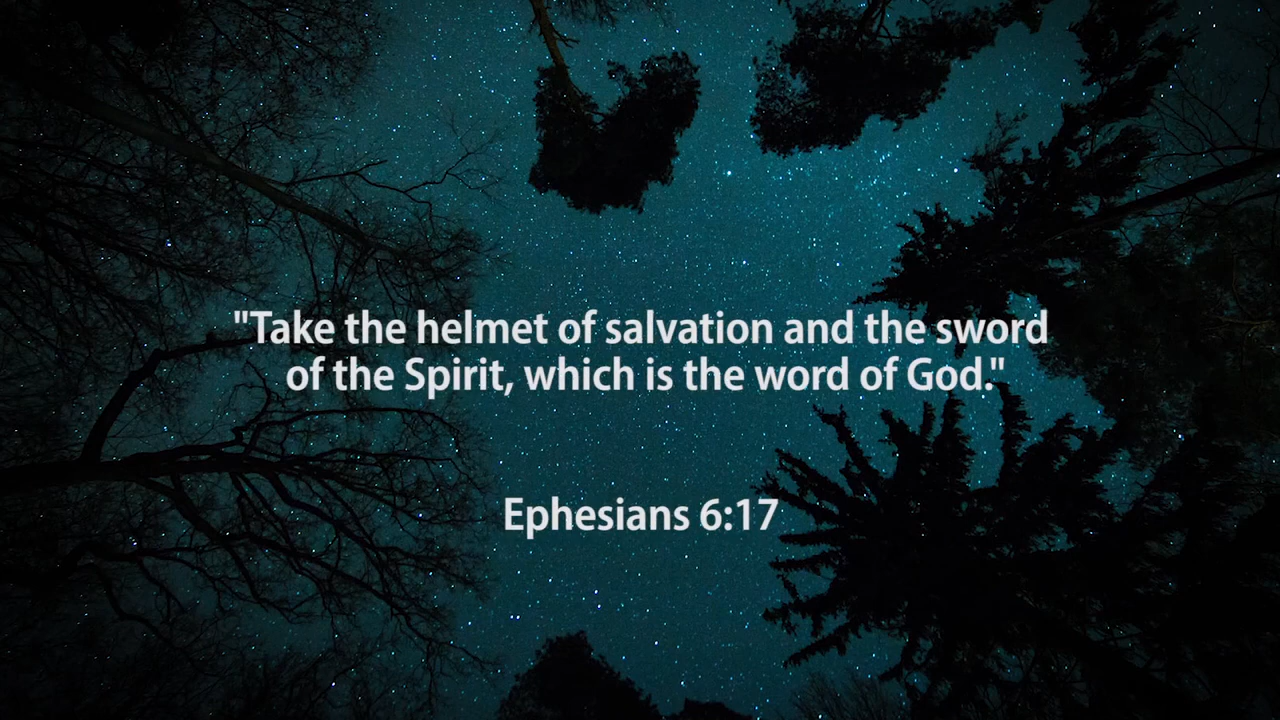 "Take the helmet of salvation and the sword
of the Spirit, which is the word of God."
Ephesians 6:17